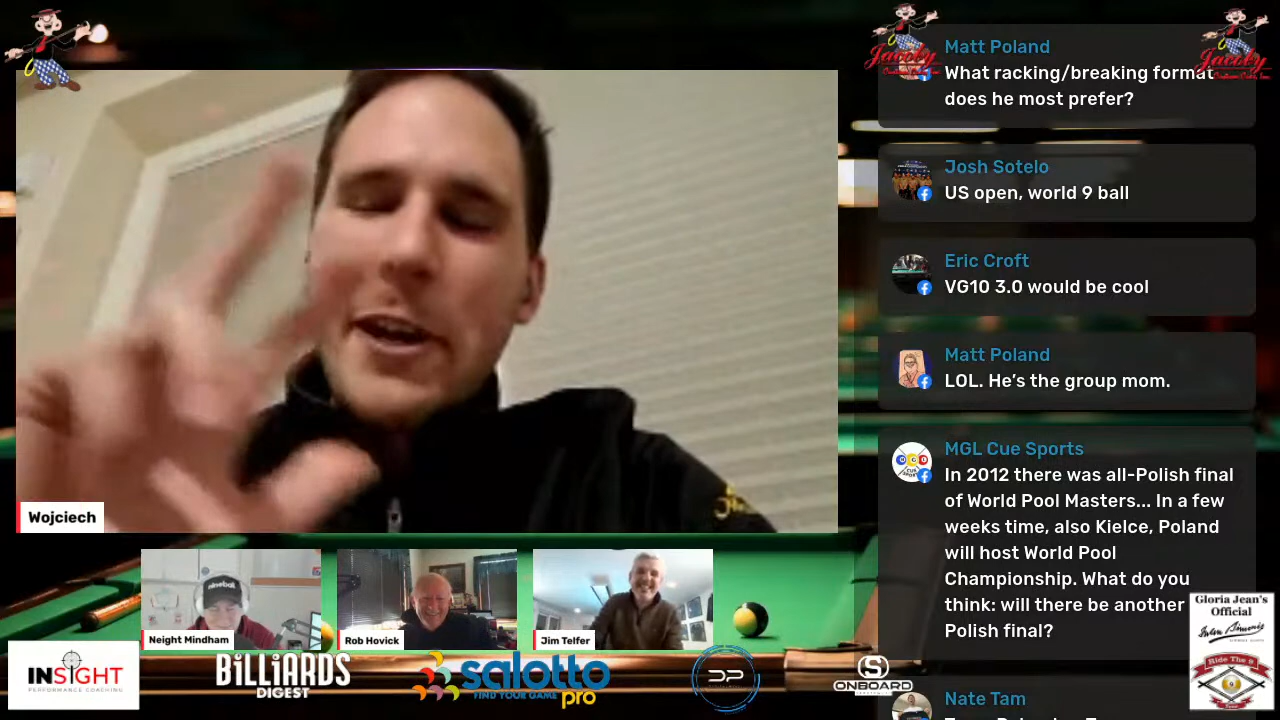 Jacoby
Jacoby
Matt Poland
What racking/breaking format
does he most prefer?
Josh Sotelo
US open, world 9 ball
Eric Croft
VG10 3.0 would be cool
Matt Poland
LOL. He's the group mom.
MGL Cue Sports
In 2012 there was all-Polish final
of World Pool Masters... In a few
weeks time, also Kielce, Poland
will host World Pool
Championship. What do you
think: will there be another
Polish final?
Nate Tam
Wojciech
nineball
Neight Mindham
Rob Hovick
Jim Telfer
INSIGHT
PERFORMANCE COACHING
BILLIARDS
DIGEST
salotto
FIND YOUR GAME
pro
DP
S
ONBOARD
Gloria Jean's
Official
Ride The 9